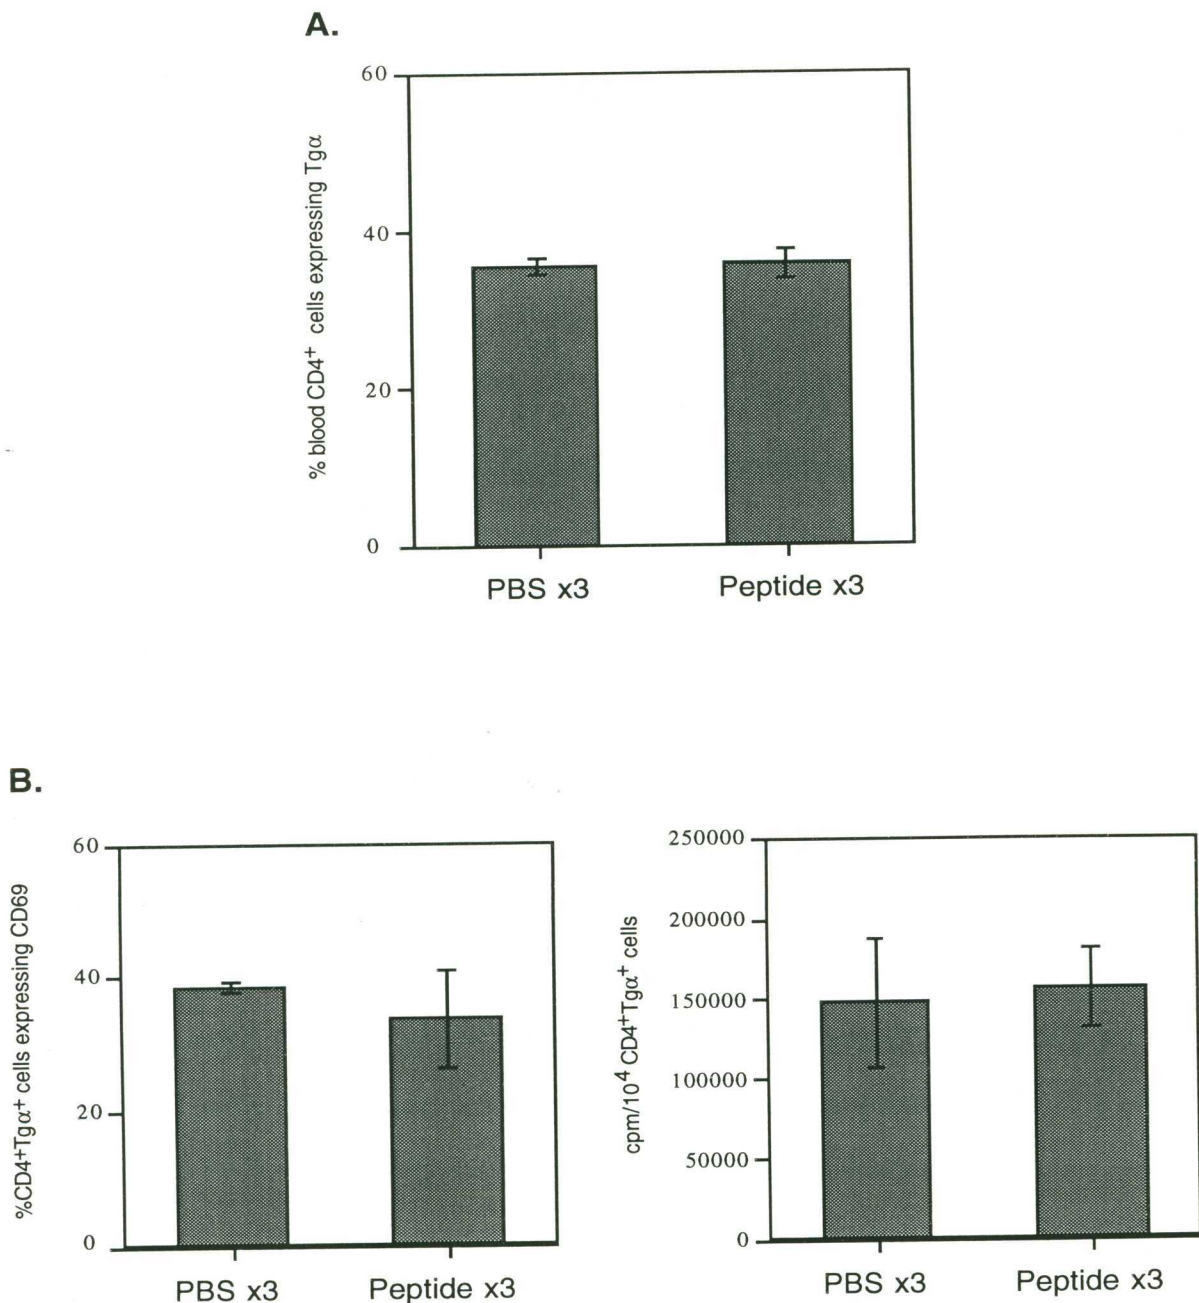 A.
% blood CD4+ cells expressing Tgα
60
40
20
0
PBS x3
Peptide x3
B.
%CD4+Tgα+ cells expressing CD69
60
40
20
0
PBS x3
Peptide x3
cpm/10⁴ CD4+Tgα+ cells
250000
200000
150000
100000
50000
0
PBS x3
Peptide x3